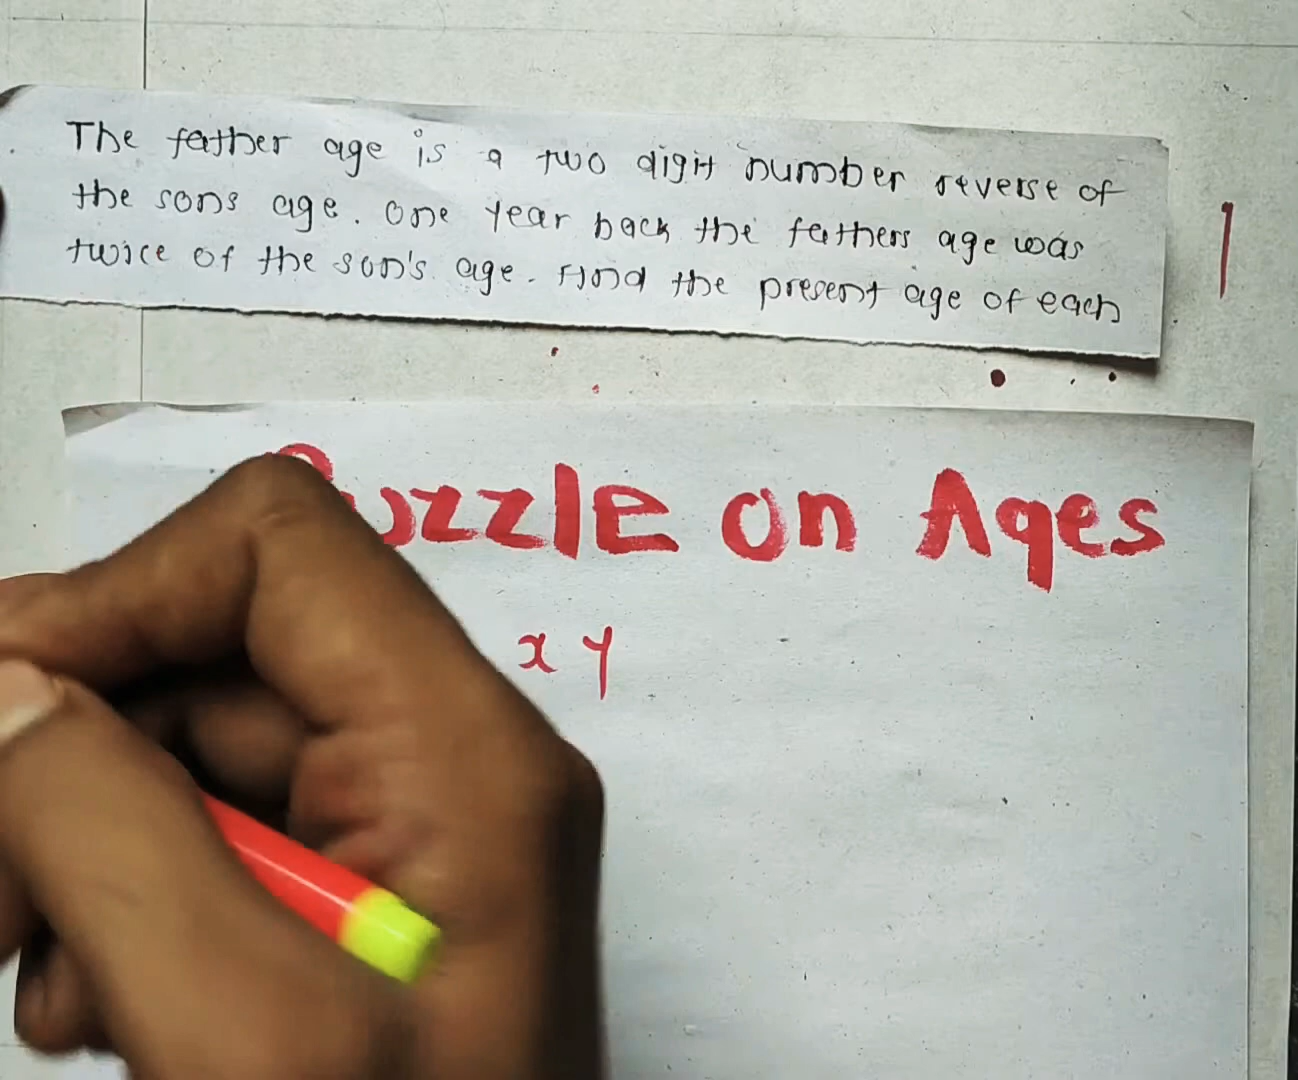 The father age is a two digit number reverse of
the sons age. One year back the fathers age was
twice of the son's age. Find the present age of each
Puzzle on Ages
x y